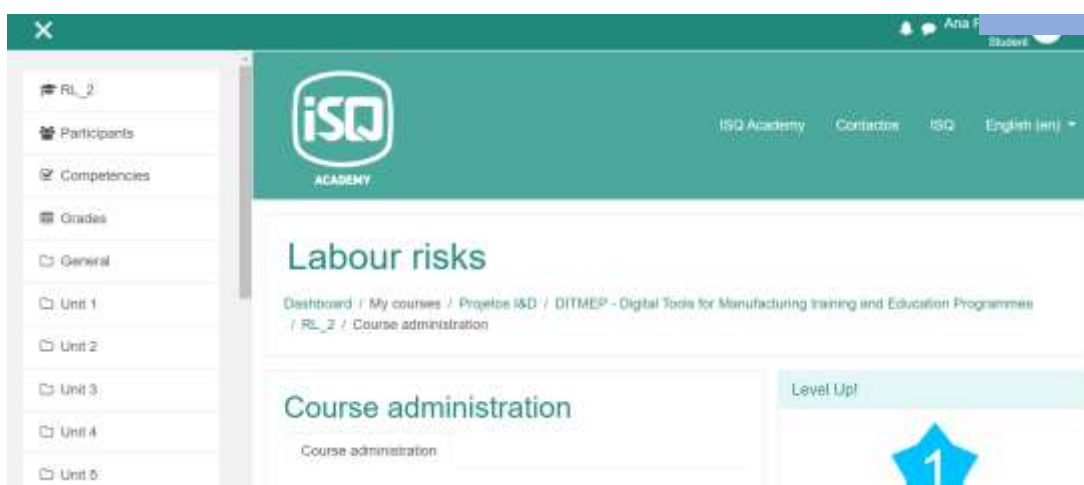 Ana
Student
RL_2
Participants
Competencies
Grades
General
Unit 1
Unit 2
Unit 3
Unit 4
Unit 5
iSQ
ACADEMY
ISQ Academy
Contactos
ISQ
English (en)
Labour risks
Dashboard / My courses / Projetos I&D / DITMEP - Digital Tools for Manufacturing training and Education Programmes
/ RL_2 / Course administration
Course administration
Course administration
Level Up!
1